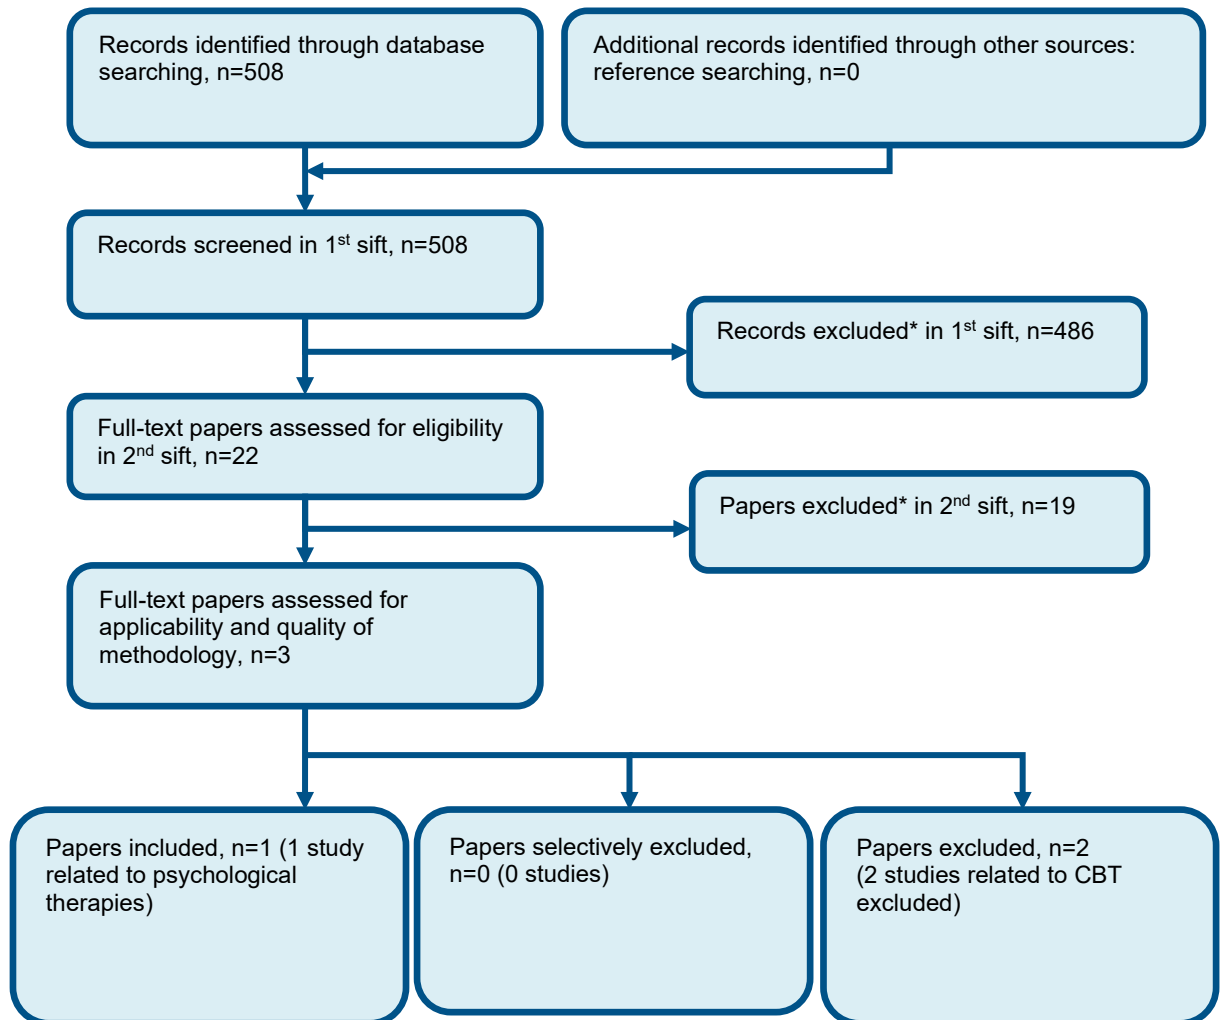 Records identified through database
searching, n=508
Additional records identified through other sources:
reference searching, n=0
Records screened in 1st sift, n=508
Records excluded* in 1st sift, n=486
Full-text papers assessed for eligibility
in 2nd sift, n=22
Papers excluded* in 2nd sift, n=19
Full-text papers assessed for
applicability and quality of
methodology, n=3
Papers included, n=1 (1 study
related to psychological
therapies)
Papers selectively excluded,
n=0 (0 studies)
Papers excluded, n=2
(2 studies related to CBT
excluded)